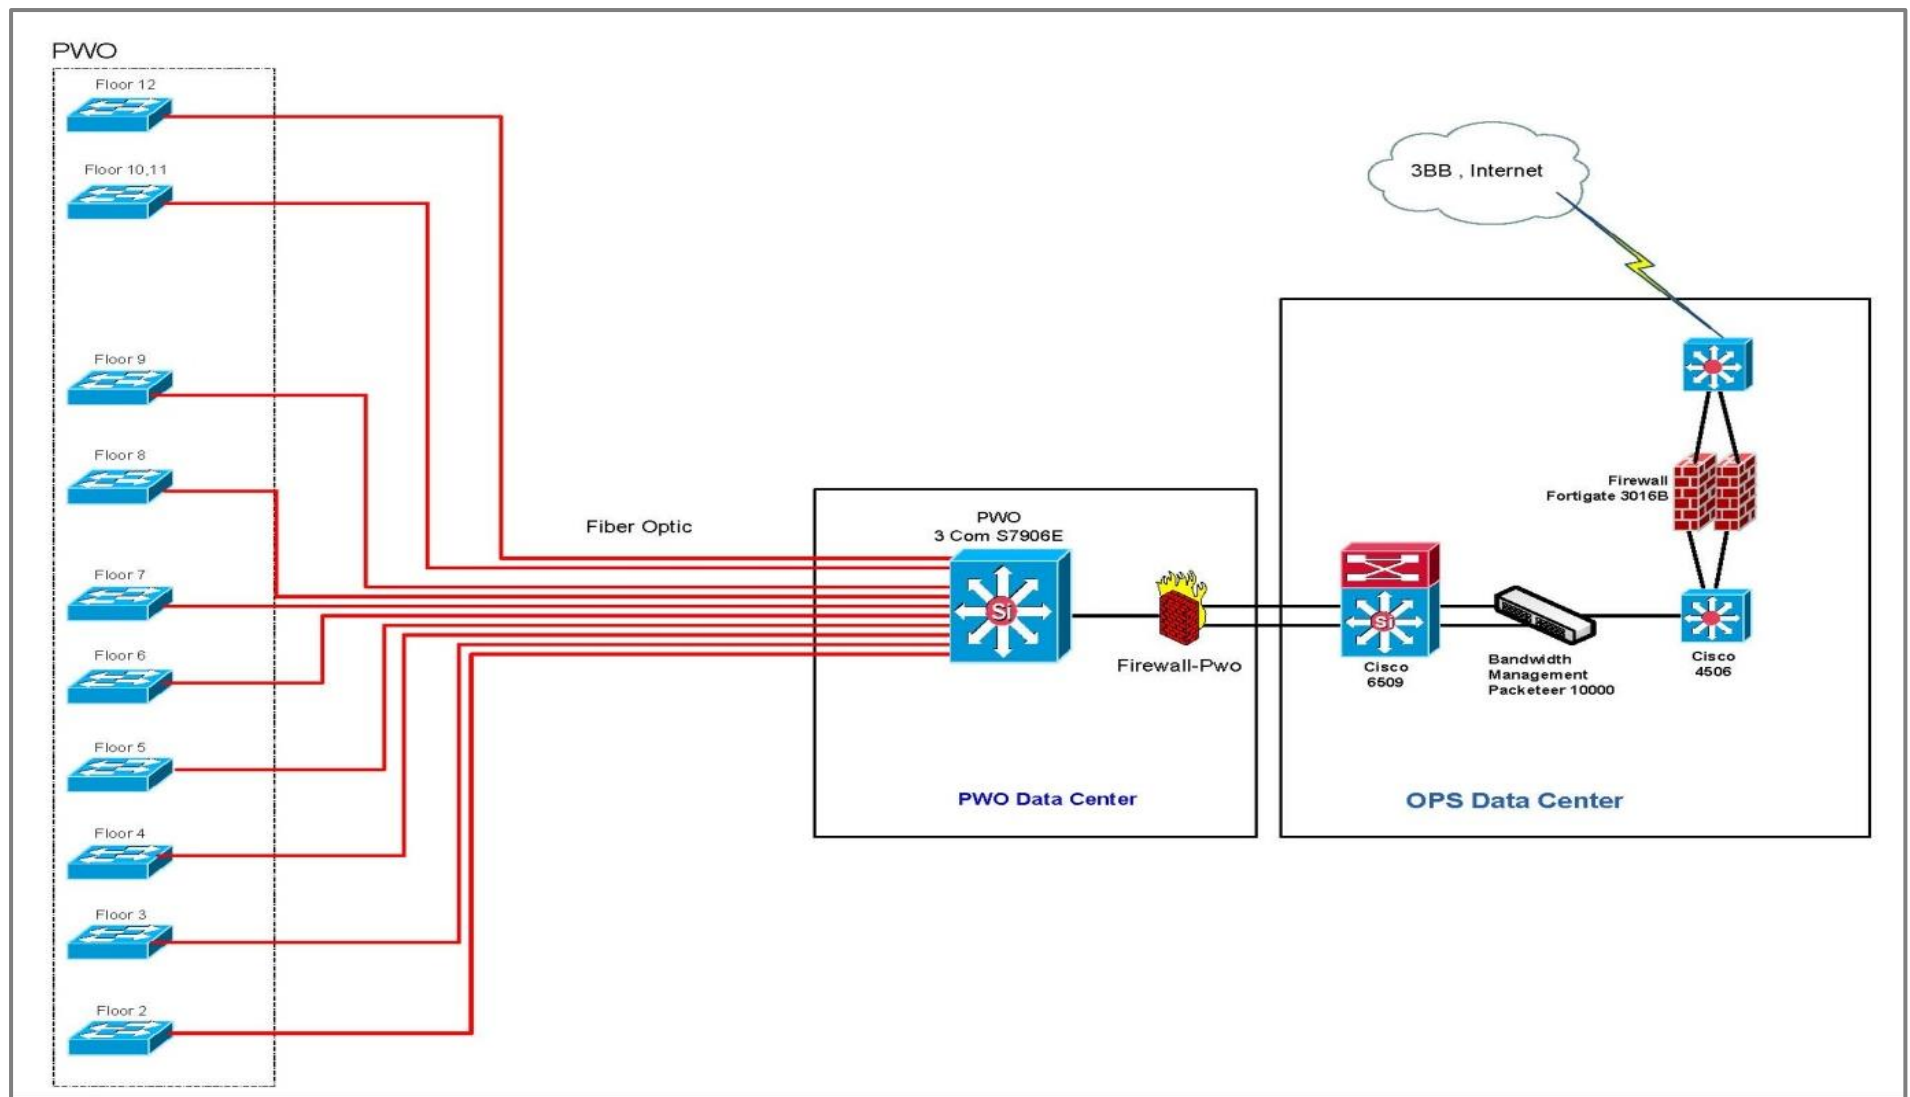 PWO
Floor 12
Floor 10,11
Floor 9
Floor 8
Floor 7
Floor 6
Floor 5
Floor 4
Floor 3
Floor 2
Fiber Optic
PWO
3 Com S7906E
Si
Firewall-Pwo
PWO Data Center
3BB , Internet
Firewall
Fortigate 3016B
Si
Cisco
6509
Bandwidth
Management
Packeteer 10000
Cisco
4506
OPS Data Center